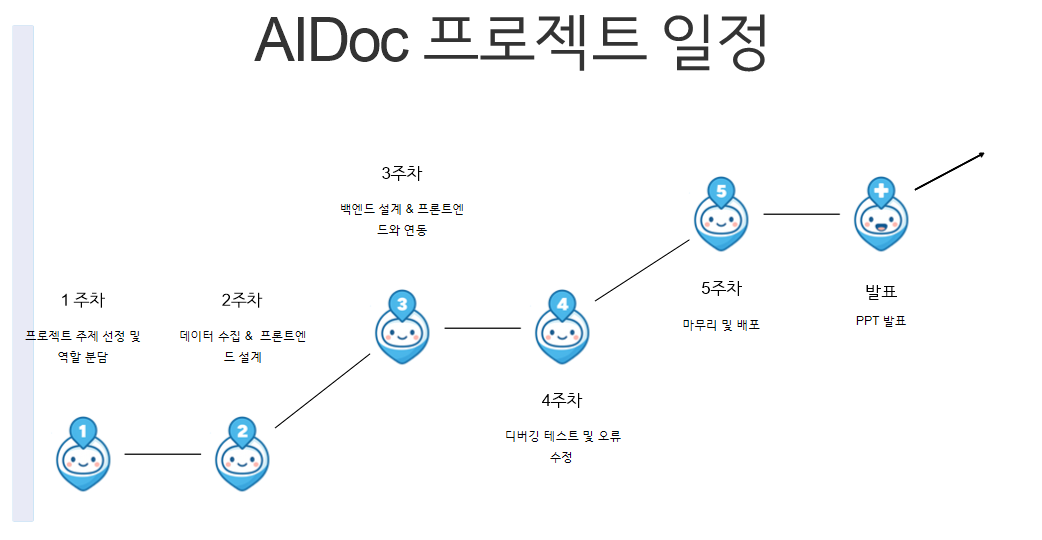 AIDoc 프로젝트 일정
1 주차
프로젝트 주제 선정 및
역할 분담
1
2주차
데이터 수집 & 프론트엔
드 설계
2
3주차
백엔드 설계 & 프론트엔
드와 연동
3
4
4주차
디버깅 테스트 및 오류
수정
5
5주차
마무리 및 배포
+
발표
PPT 발표